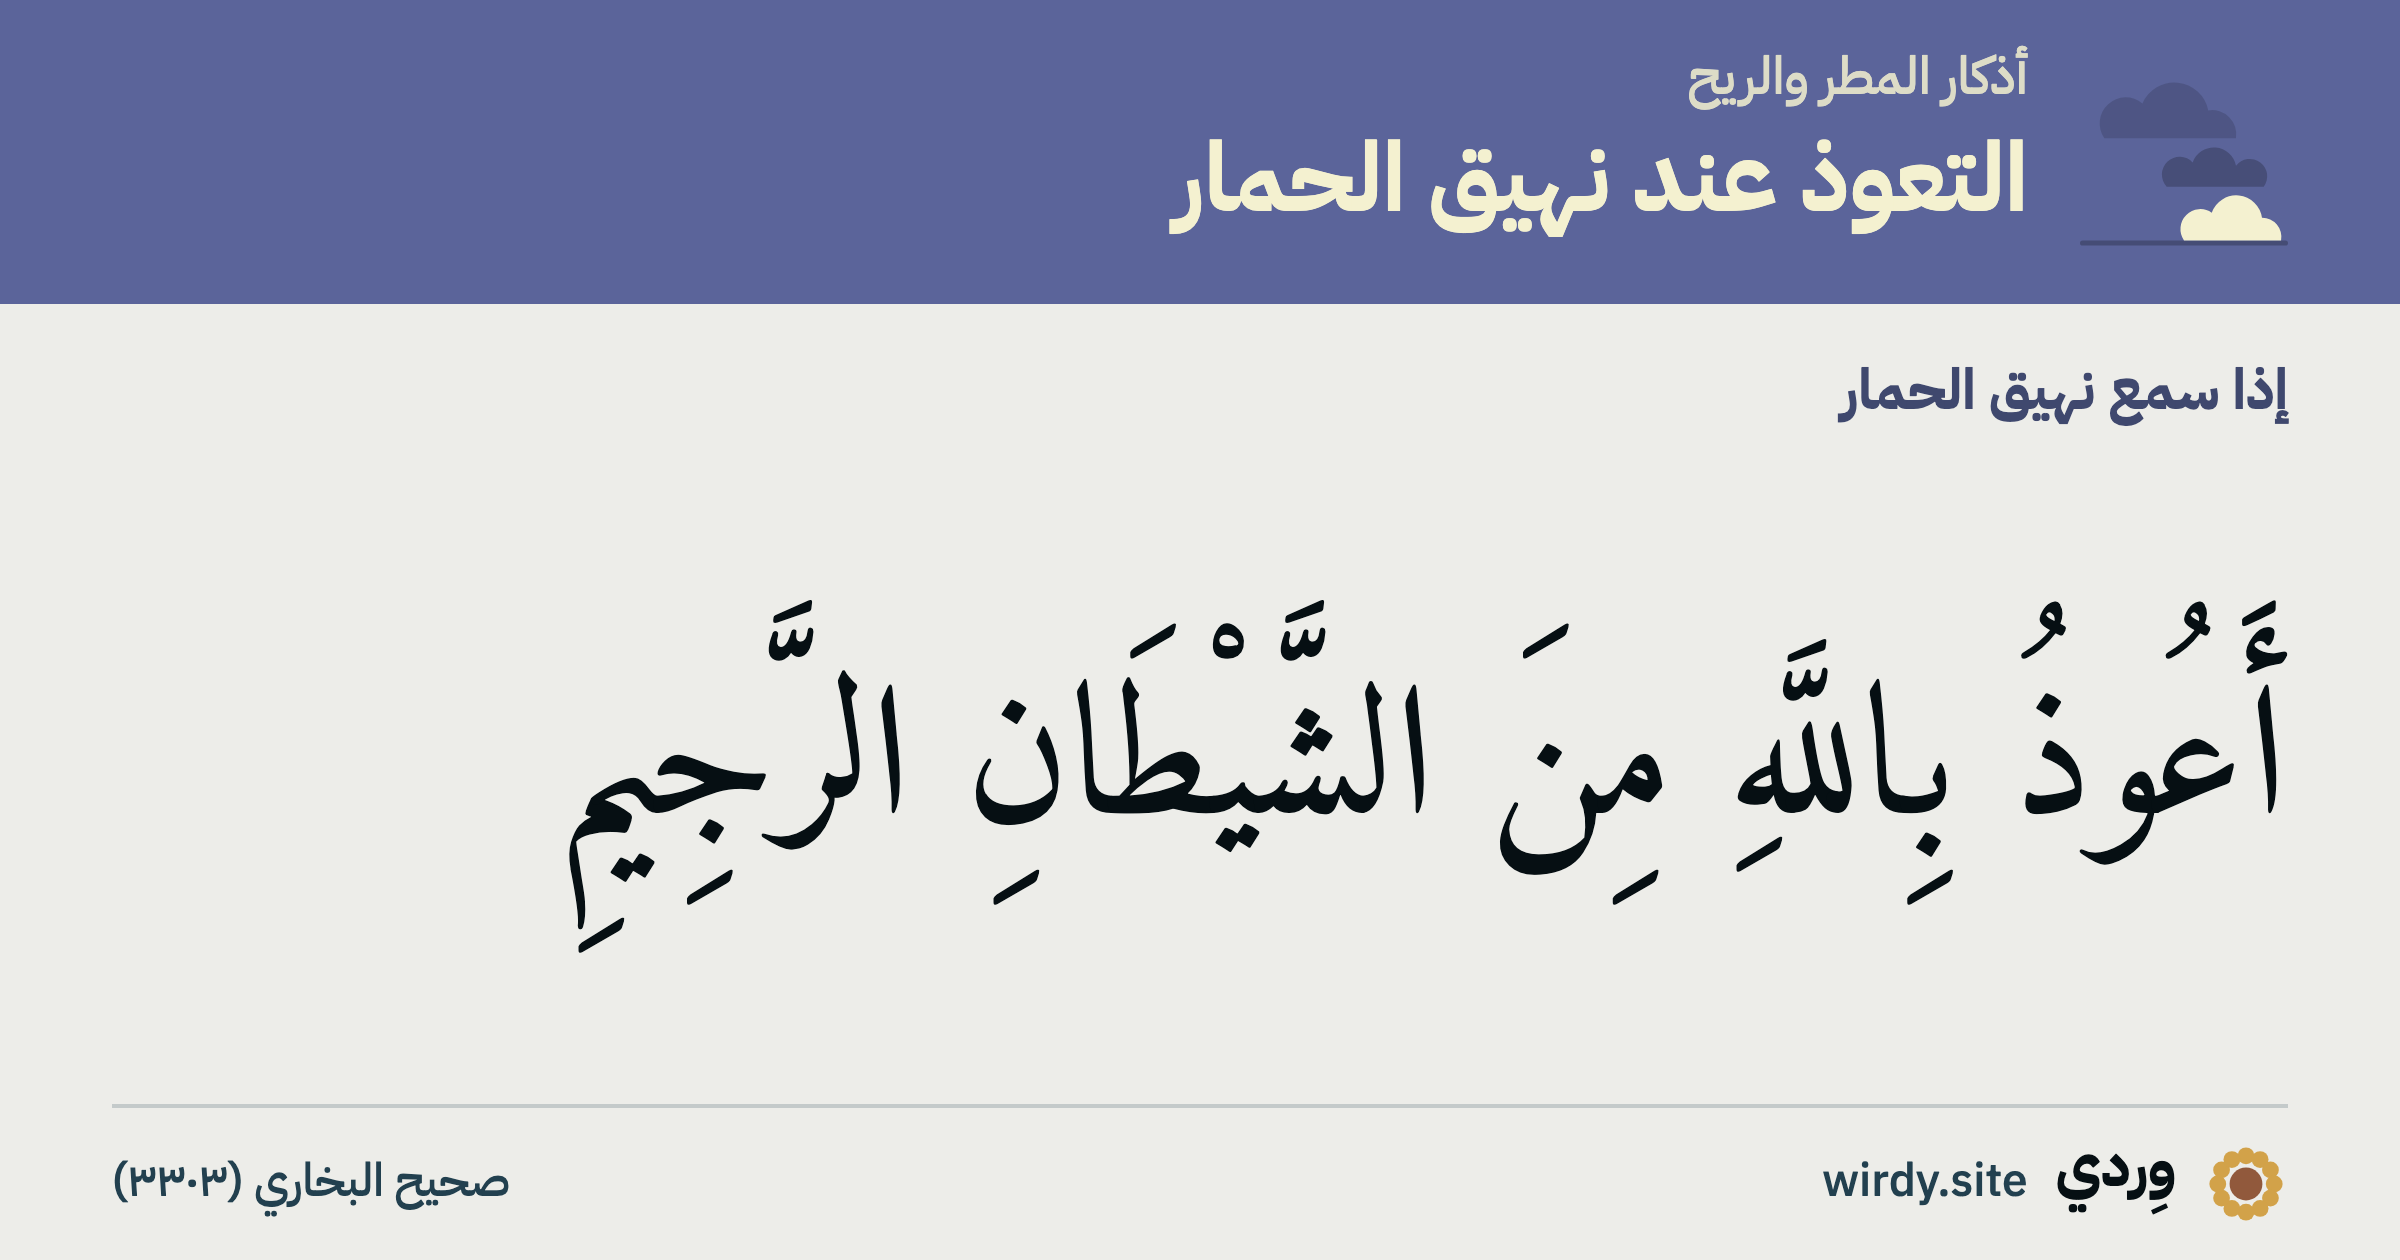 أذكار المطر والريح
التعوذ عند نهيق الحمار
إذا سمع نهيق الحمار
أَعُوذُ بِاللَّهِ مِنَ الشَّيْطَانِ الرَّجِيمِ
وِردي wirdy.site
صحيح البخاري (٣٣٠٣)